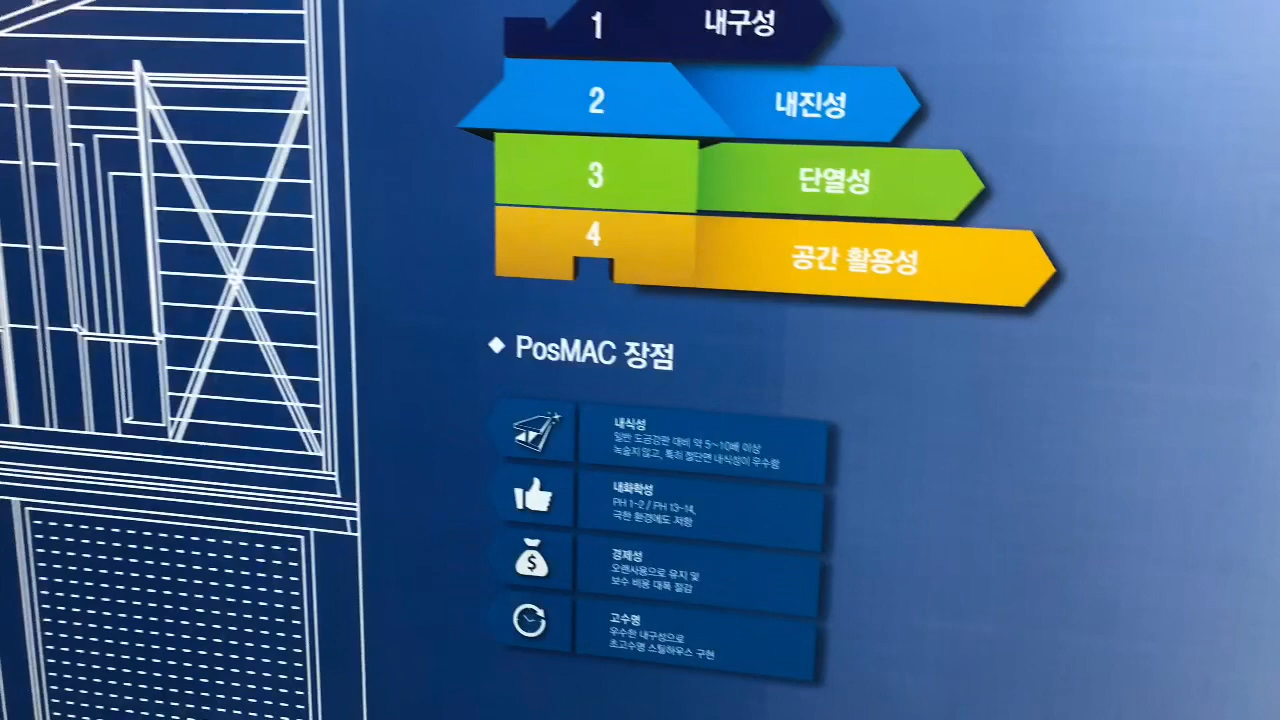 1 내구성
2 내진성
3 단열성
4 공간 활용성
◆ PosMAC 장점
내식성
일반 도금강판 대비 약 5~10배 이상
녹슬지 않고, 특히 절단면 내식성이 우수함
내화학성
PH 1-2 / PH 13-14,
극한 환경에도 저항
경제성
오랜사용으로 유지 및
보수 비용 대폭 절감
고수명
우수한 내구성으로
초고수명 스틸하우스 구현